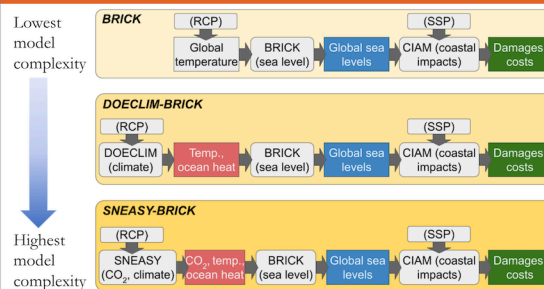 Lowest
model
complexity
Highest
model
complexity
BRICK
(RCP)
(SSP)
Global
temperature
BRICK
(sea level)
Global sea
levels
CIAM (coastal
impacts)
Damages
costs
DOECLIM-BRICK
(RCP)
(SSP)
DOECLIM
(climate)
Temp.,
ocean heat
BRICK
(sea level)
Global sea
levels
CIAM (coastal
impacts)
Damages
costs
SNEASY-BRICK
(RCP)
(SSP)
SNEASY
(CO2, climate)
CO2, temp.,
ocean heat
BRICK
(sea level)
Global sea
levels
CIAM (coastal
impacts)
Damages
costs